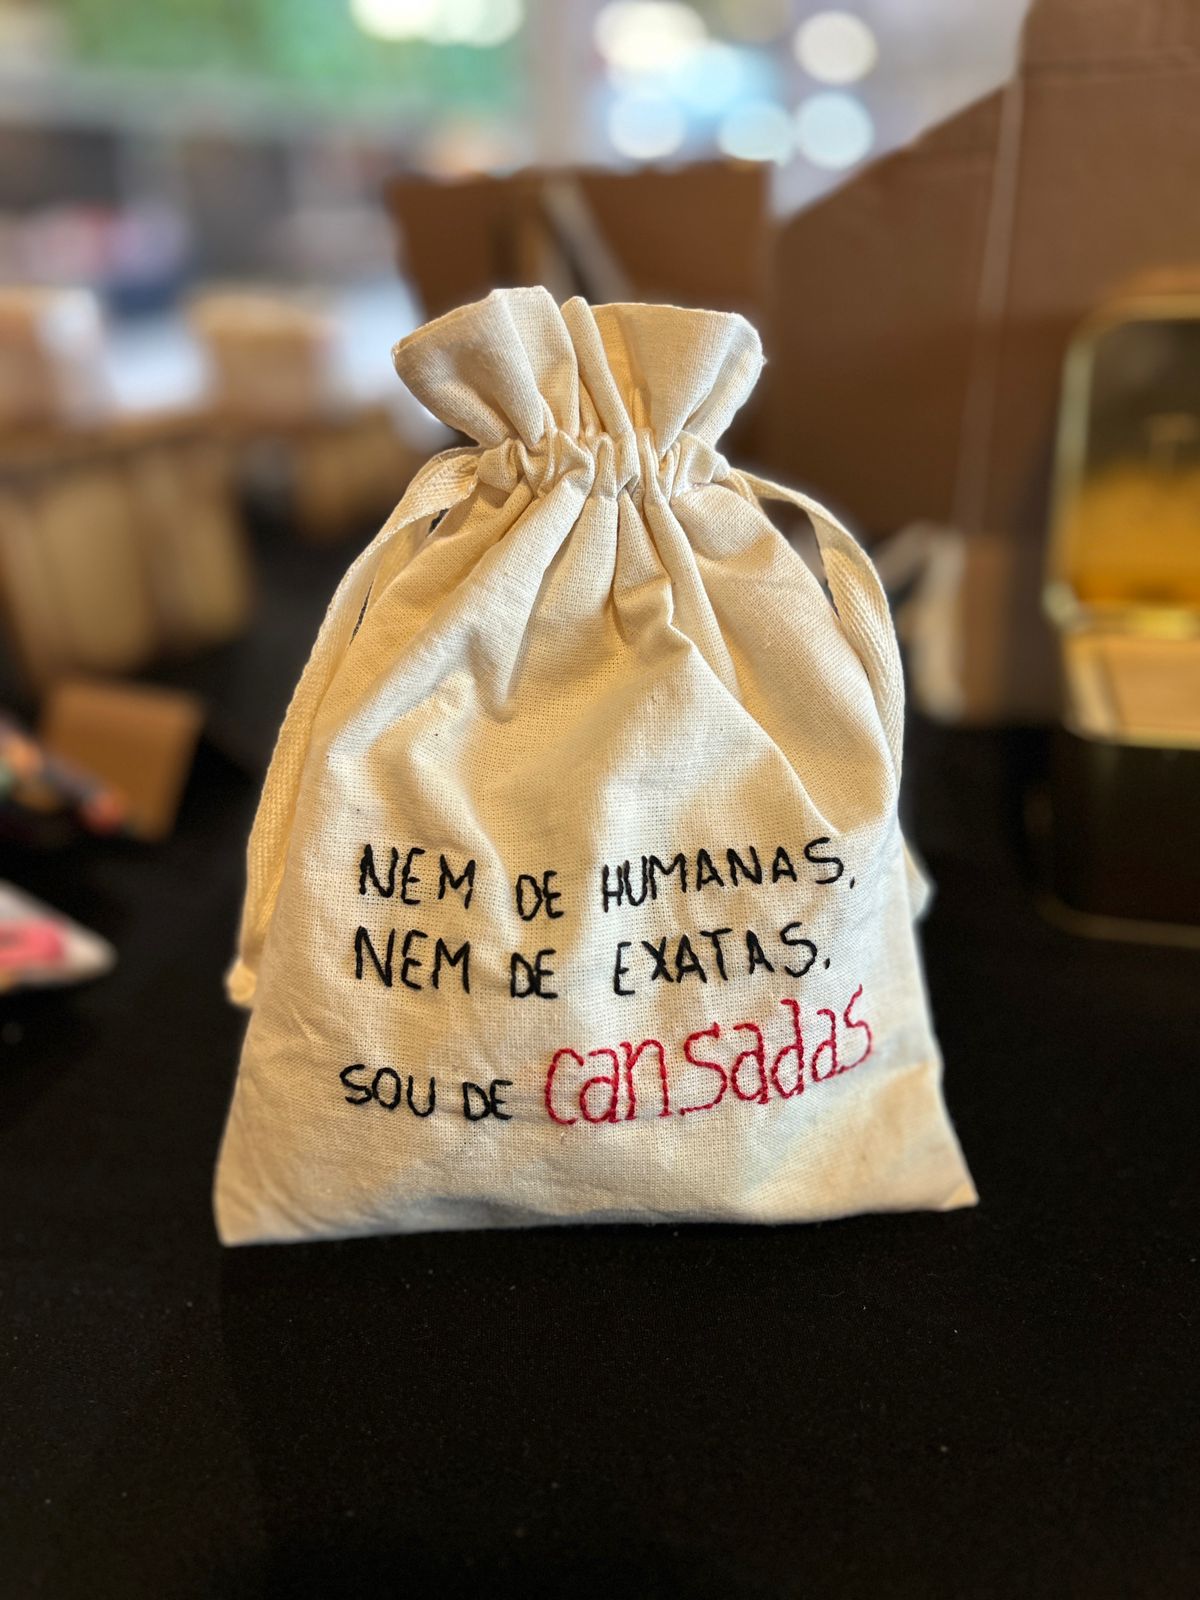 NEM DE HUMANAS.
NEM DE EXATAS.
SOU DE cansadas